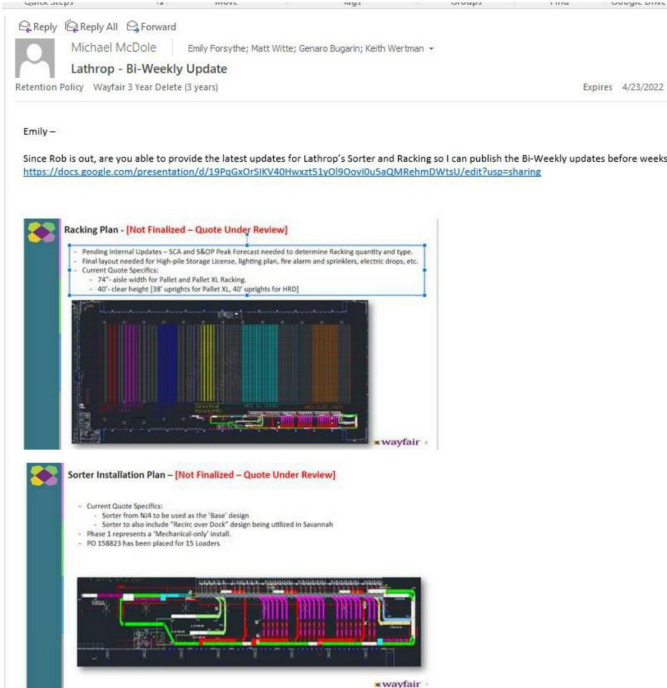 Quick Steps Move Tags Groups Find Google Drive
Reply Reply All Forward
Michael McDole Emily Forsythe; Matt Witte; Genaro Bugarin; Keith Wertman
Lathrop - Bi-Weekly Update
Retention Policy Wayfair 3 Year Delete (3 years) Expires 4/23/2022
Emily –
Since Rob is out, are you able to provide the latest updates for Lathrop's Sorter and Racking so I can publish the Bi-Weekly updates before weeks
Racking Plan - [Not Finalized – Quote Under Review]
- Pending Internal Updates – SCA and S&OP Peak Forecast needed to determine Racking quantity and type.
- Final layout needed for High-pile Storage License, lighting plan, fire alarm and sprinklers, electric drops, etc.
- Current Quote Specifics:
- 74"- aisle width for Pallet and Pallet XL Racking.
- 40'- clear height [38' uprights for Pallet XL, 40' uprights for HRD]
wayfair
Sorter Installation Plan – [Not Finalized – Quote Under Review]
- Current Quote Specifics:
- Sorter from NJ4 to be used as the 'Base' design
- Sorter to also include "Recirc over Dock" design being utilized in Savannah
- Phase 1 represents a 'Mechanical-only' install.
- PO 158823 has been placed for 15 Loaders
wayfair